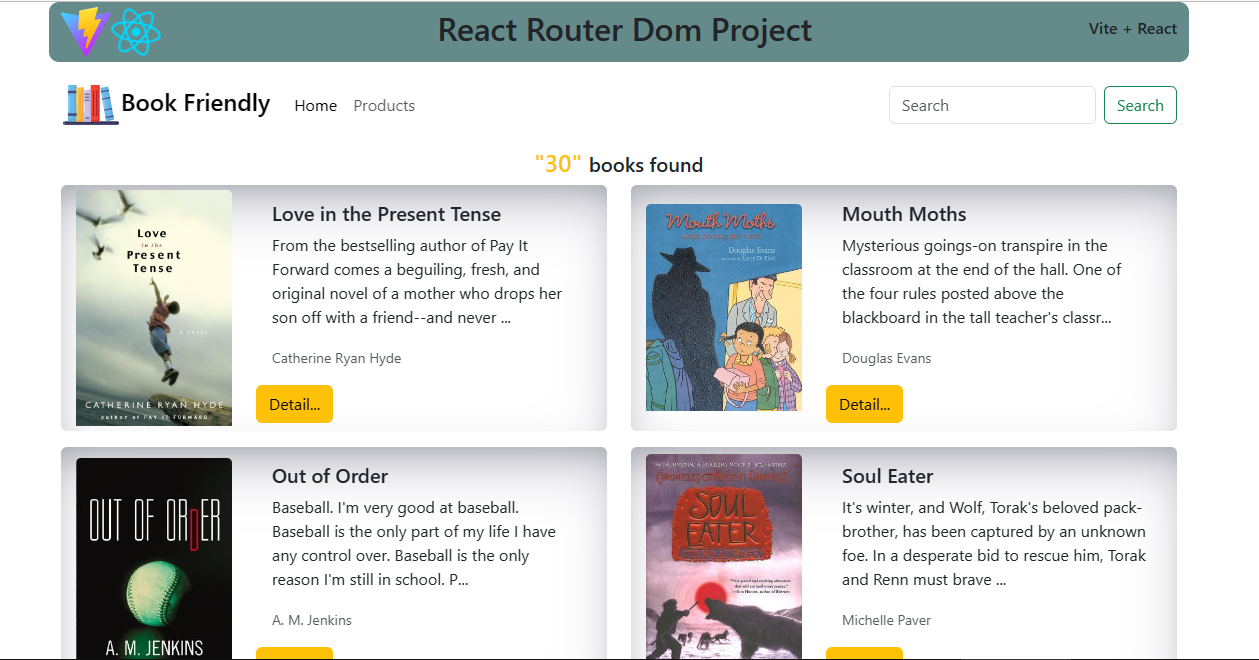 React Router Dom Project
Vite + React
Book Friendly
Home
Products
Search
Search
"30" books found
Love
in the
Present
Tense
a novel
CATHERINE RYAN HYDE
author of PAY IT FORWARD
Love in the Present Tense
From the bestselling author of Pay It
Forward comes a beguiling, fresh, and
original novel of a mother who drops her
son off with a friend--and never ...
Catherine Ryan Hyde
Detail...
Mouth Moths
Douglas Evans
Mouth Moths
Mysterious goings-on transpire in the
classroom at the end of the hall. One of
the four rules posted above the
blackboard in the tall teacher's classr...
Douglas Evans
Detail...
OUT OF ORDER
A. M. JENKINS
Out of Order
Baseball. I'm very good at baseball.
Baseball is the only part of my life I have
any control over. Baseball is the only
reason I'm still in school. P...
A. M. Jenkins
SOUL
EATER
Soul Eater
It's winter, and Wolf, Torak's beloved pack-
brother, has been captured by an unknown
foe. In a desperate bid to rescue him, Torak
and Renn must brave ...
Michelle Paver